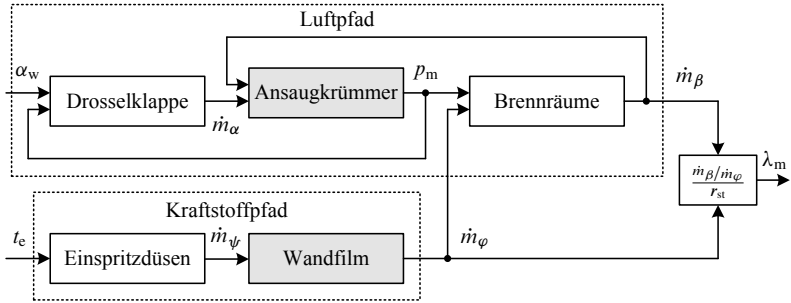 Luftpfad
α_w
Drosselklappe
ṁ_α
Ansaugkrümmer
p_m
Brennräume
ṁ_β
ṁ_β/ṁ_φ
r_st
λ_m
Kraftstoffpfad
t_e
Einspritzdüsen
ṁ_ψ
Wandfilm
ṁ_φ